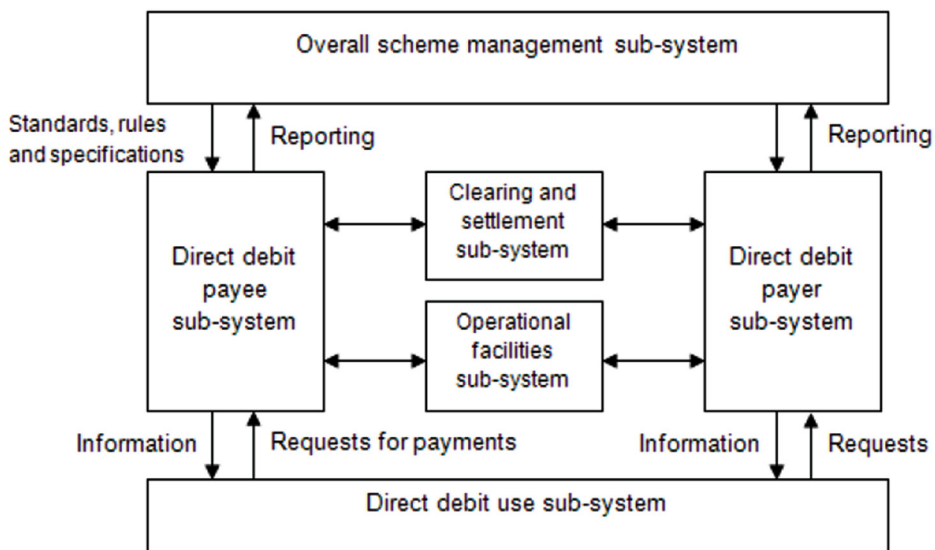 Overall scheme management sub-system
Standards, rules
and specifications
Reporting
Reporting
Direct debit
payee
sub-system
Clearing and
settlement
sub-system
Direct debit
payer
sub-system
Operational
facilities
sub-system
Information
Requests for payments
Information
Requests
Direct debit use sub-system